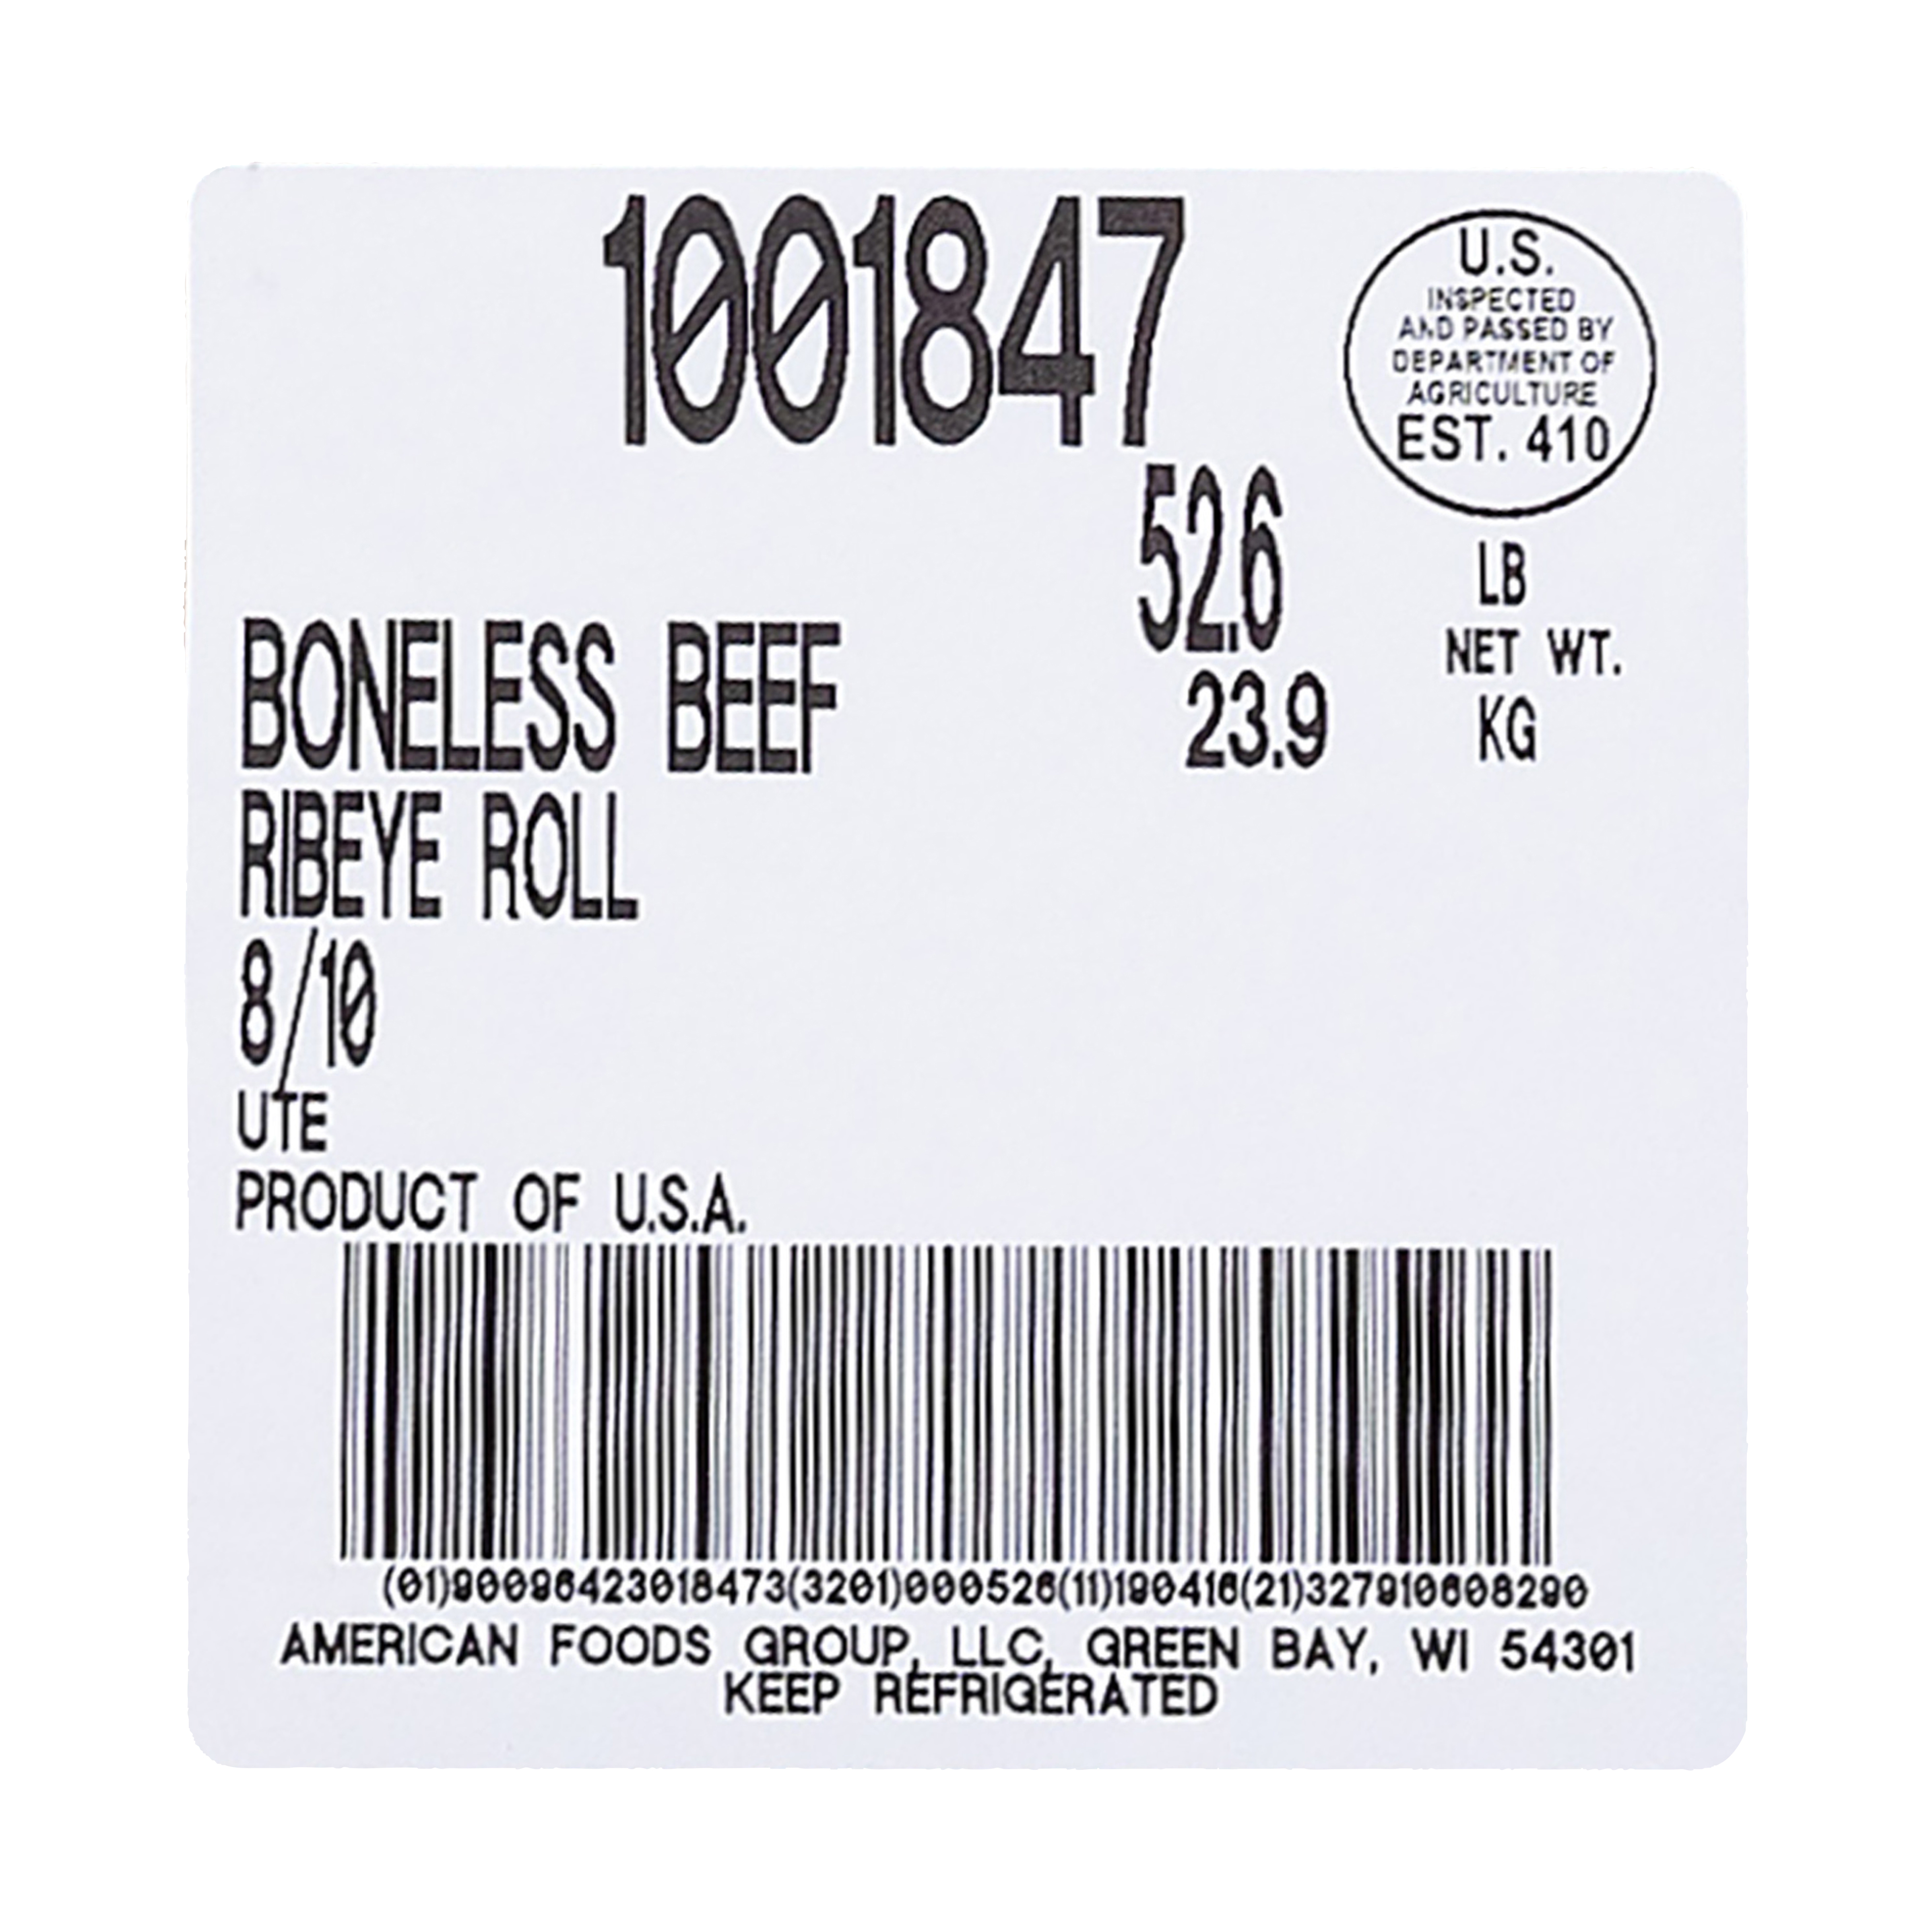 1001847
U.S.
INSPECTED
AND PASSED BY
DEPARTMENT OF
AGRICULTURE
EST. 410
52.6 LB
NET WT.
23.9 KG
BONELESS BEEF
RIBEYE ROLL
8/10
UTE
PRODUCT OF U.S.A.
(01)90096423018473(3201)000526(11)190416(21)327910608290
AMERICAN FOODS GROUP, LLC, GREEN BAY, WI 54301
KEEP REFRIGERATED